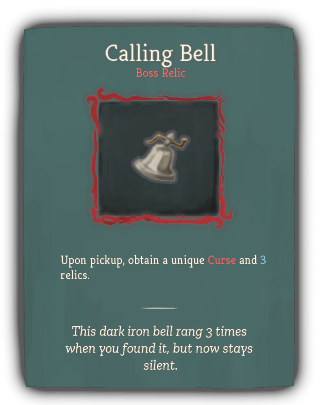 Calling Bell
Boss Relic
Upon pickup, obtain a unique Curse and 3
relics.
This dark iron bell rang 3 times
when you found it, but now stays
silent.